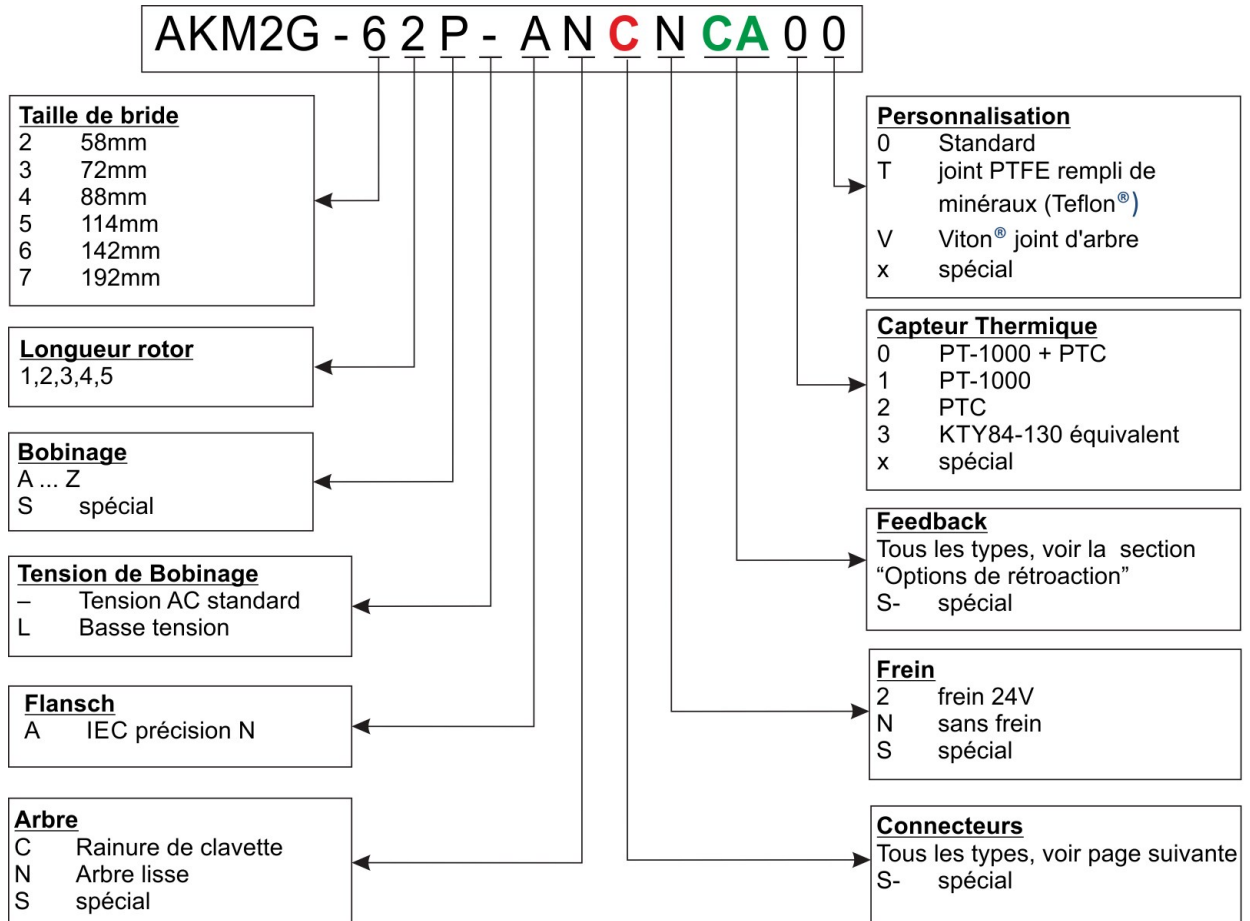 AKM2G - 6 2 P - A N C N CA 0 0
Taille de bride
2 58mm
3 72mm
4 88mm
5 114mm
6 142mm
7 192mm
Longueur rotor
1,2,3,4,5
Bobinage
A ... Z
S spécial
Tension de Bobinage
– Tension AC standard
L Basse tension
Flansch
A IEC précision N
Arbre
C Rainure de clavette
N Arbre lisse
S spécial
Personnalisation
0 Standard
T joint PTFE rempli de
minéraux (Teflon®)
V Viton® joint d'arbre
x spécial
Capteur Thermique
0 PT-1000 + PTC
1 PT-1000
2 PTC
3 KTY84-130 équivalent
x spécial
Feedback
Tous les types, voir la section
“Options de rétroaction”
S- spécial
Frein
2 frein 24V
N sans frein
S spécial
Connecteurs
Tous les types, voir page suivante
S- spécial